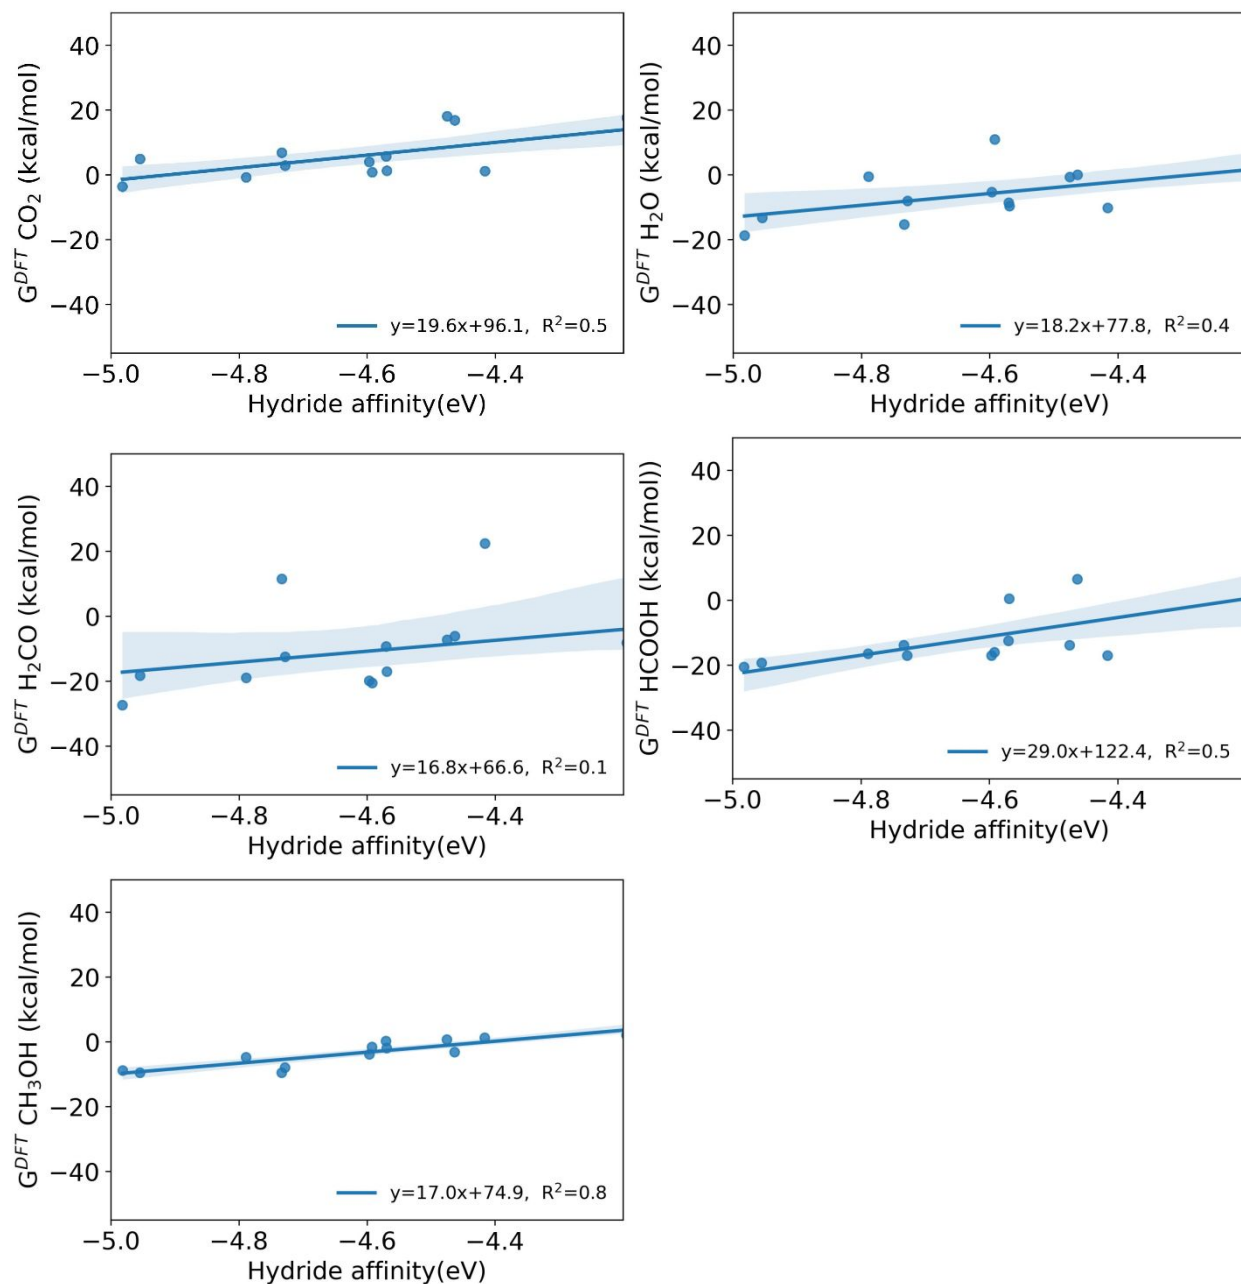 G^DFT CO₂ (kcal/mol)
40
20
0
−20
−40
y=19.6x+96.1, R²=0.5
−5.0 −4.8 −4.6 −4.4
Hydride affinity(eV)
G^DFT H₂O (kcal/mol)
40
20
0
−20
−40
y=18.2x+77.8, R²=0.4
−5.0 −4.8 −4.6 −4.4
Hydride affinity(eV)
G^DFT H₂CO (kcal/mol)
40
20
0
−20
−40
y=16.8x+66.6, R²=0.1
−5.0 −4.8 −4.6 −4.4
Hydride affinity(eV)
G^DFT HCOOH (kcal/mol))
40
20
0
−20
−40
y=29.0x+122.4, R²=0.5
−5.0 −4.8 −4.6 −4.4
Hydride affinity(eV)
G^DFT CH₃OH (kcal/mol)
40
20
0
−20
−40
y=17.0x+74.9, R²=0.8
−5.0 −4.8 −4.6 −4.4
Hydride affinity(eV)